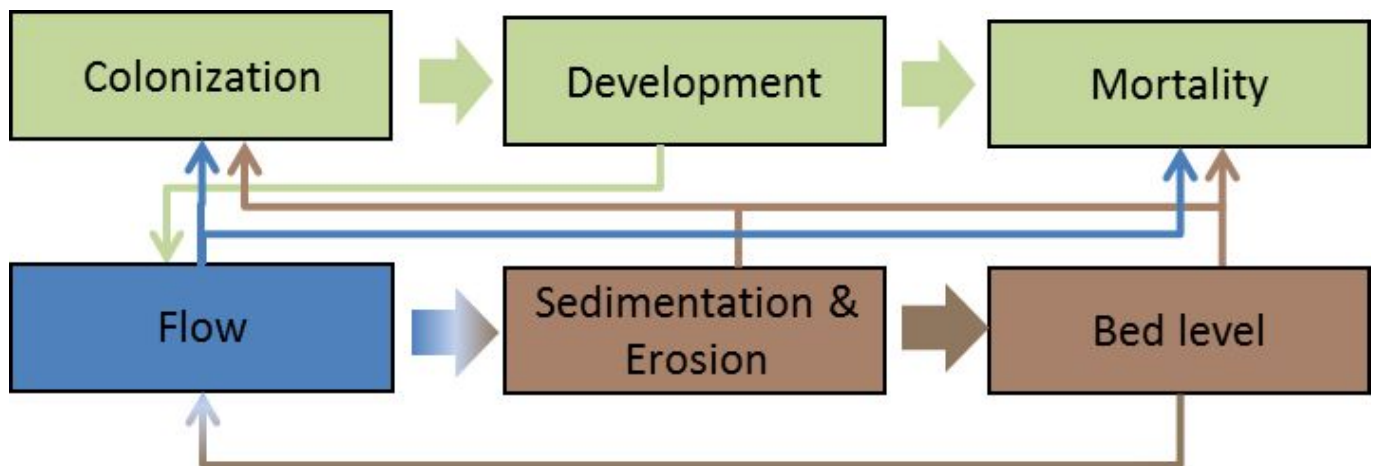 Colonization
Development
Mortality
Flow
Sedimentation &
Erosion
Bed level